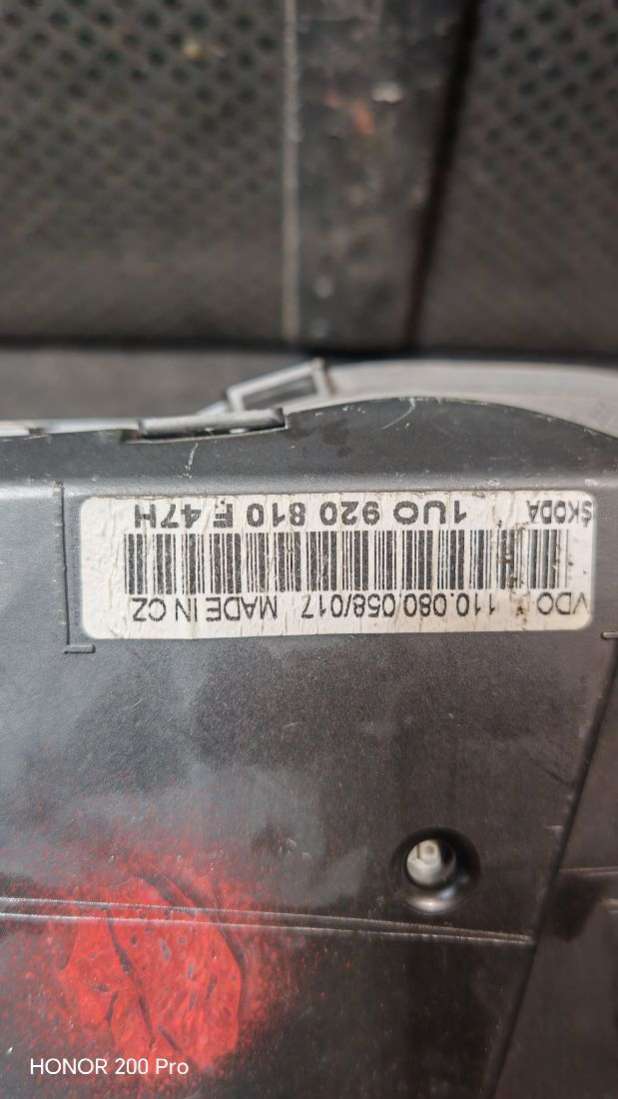 VDO 110.080.058/017 MADE IN CZ
ŠKODA 1U0 920 810 E 47H
HONOR 200 Pro